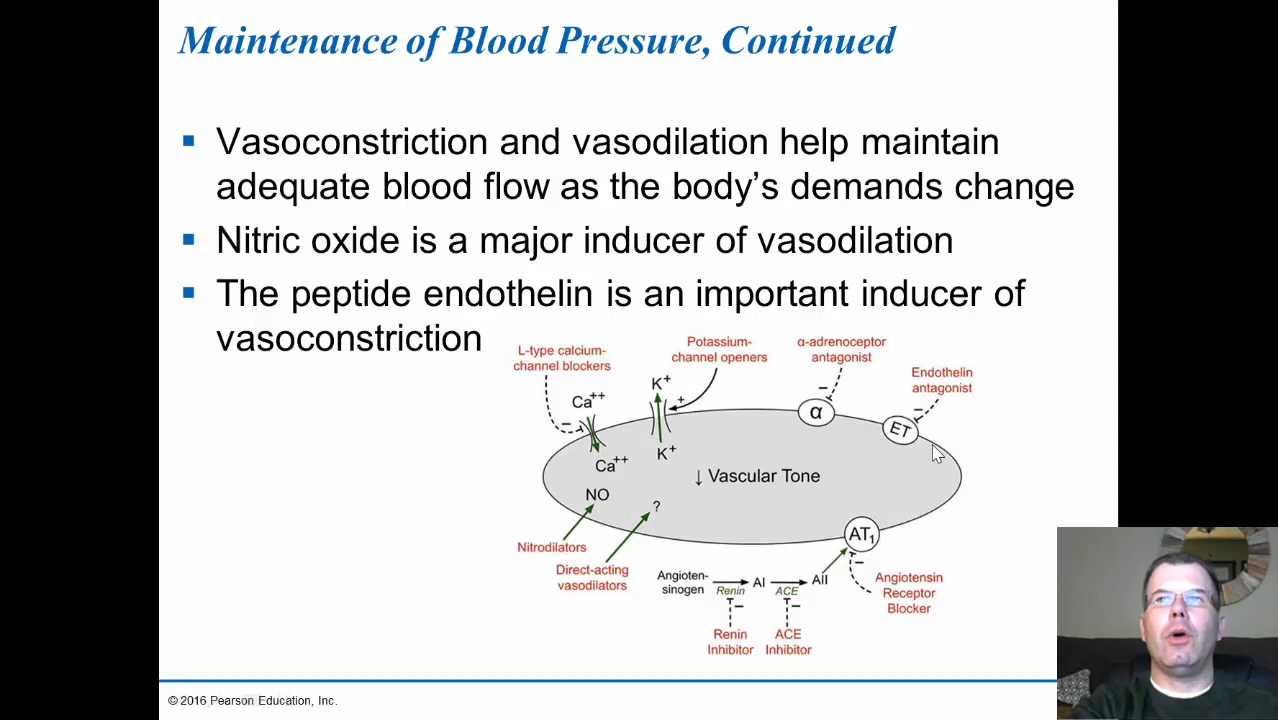 Maintenance of Blood Pressure, Continued
▪ Vasoconstriction and vasodilation help maintain
adequate blood flow as the body’s demands change
▪ Nitric oxide is a major inducer of vasodilation
▪ The peptide endothelin is an important inducer of
vasoconstriction
L-type calcium-
channel blockers
Potassium-
channel openers
α-adrenoceptor
antagonist
Endothelin
antagonist
Ca++
K+
+
−
−
−
α
ET
Ca++
K+
↓ Vascular Tone
NO
?
AT1
Nitrodilators
Direct-acting
vasodilators
Angioten-
sinogen
Renin
AI
ACE
AII
−
−
−
Angiotensin
Receptor
Blocker
Renin
Inhibitor
ACE
Inhibitor
© 2016 Pearson Education, Inc.